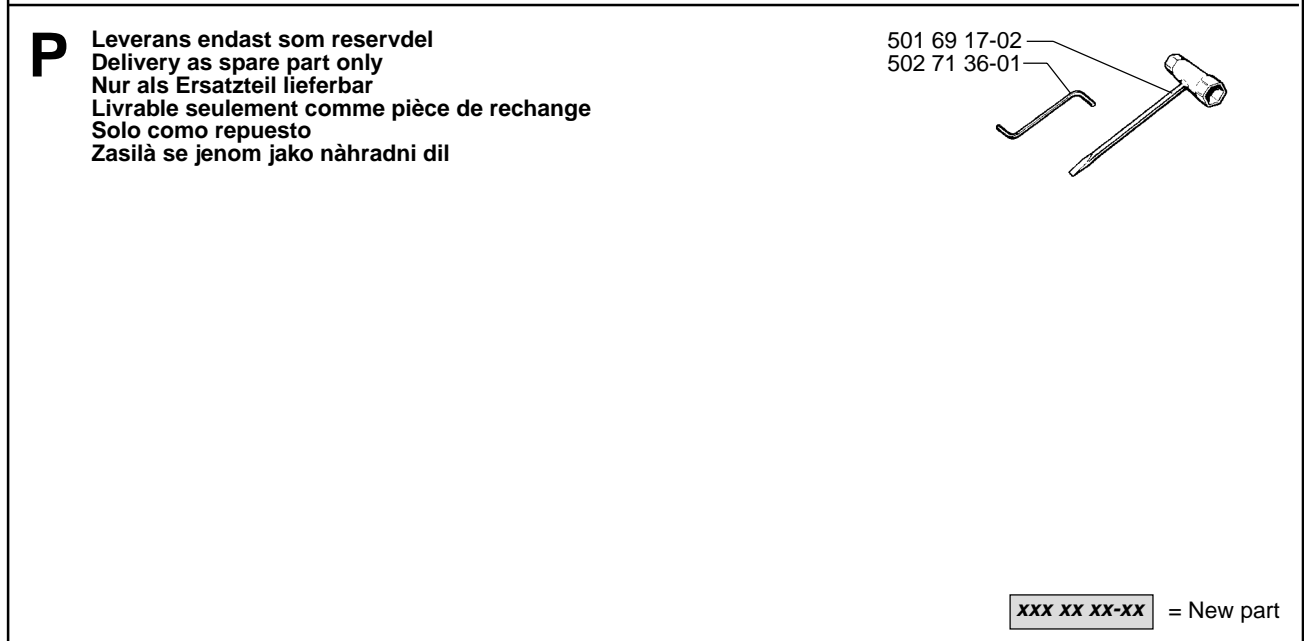 P
Leverans endast som reservdel
Delivery as spare part only
Nur als Ersatzteil lieferbar
Livrable seulement comme pièce de rechange
Solo como repuesto
Zasilà se jenom jako nàhradni dil
501 69 17-02
502 71 36-01
xxx xx xx-xx = New part